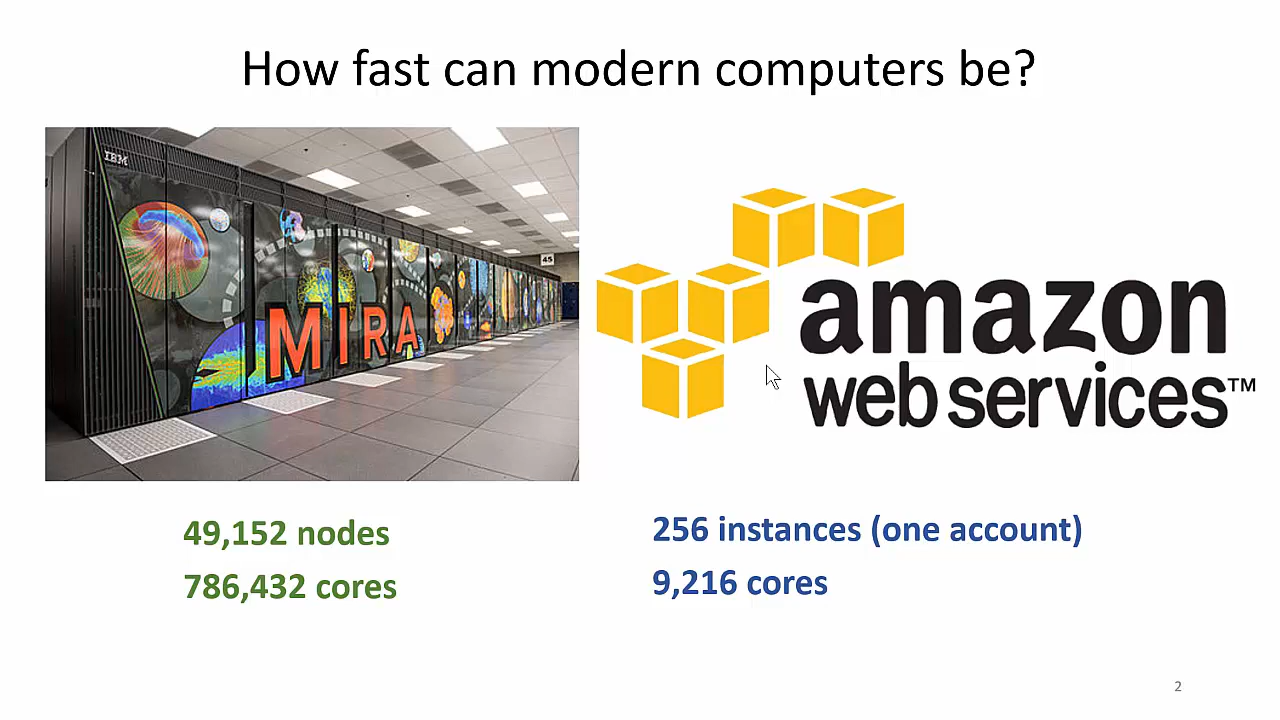 How fast can modern computers be?
IBM
45
MIRA
amazon
web services™
49,152 nodes
786,432 cores
256 instances (one account)
9,216 cores
2